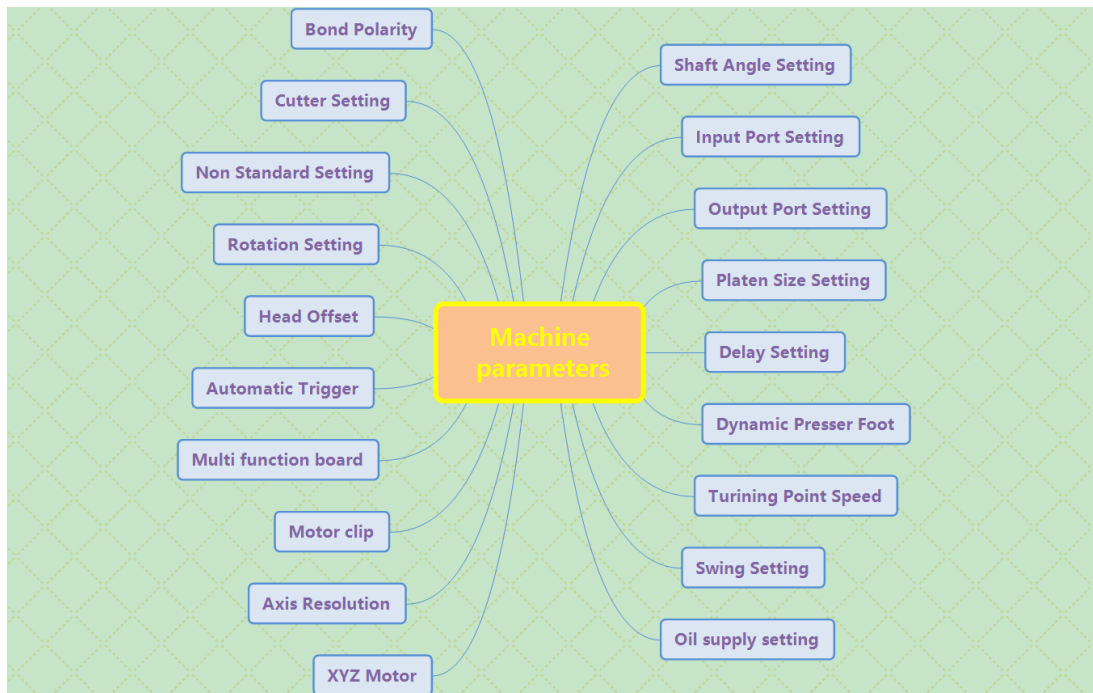 Bond Polarity
Cutter Setting
Non Standard Setting
Rotation Setting
Head Offset
Automatic Trigger
Multi function board
Motor clip
Axis Resolution
XYZ Motor
Machine
parameters
Shaft Angle Setting
Input Port Setting
Output Port Setting
Platen Size Setting
Delay Setting
Dynamic Presser Foot
Turining Point Speed
Swing Setting
Oil supply setting